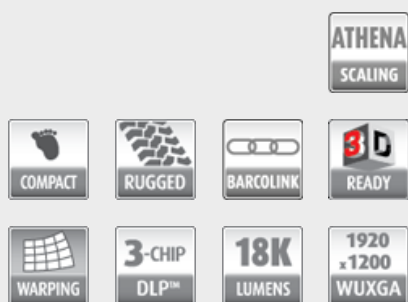 ATHENA
SCALING
COMPACT
RUGGED
BARCOLINK
3D
READY
WARPING
3-CHIP
DLP™
18K
LUMENS
1920
x1200
WUXGA